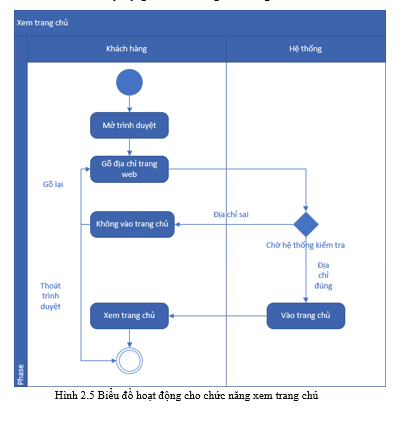 Xem trang chủ
Khách hàng
Hệ thống
Mở trình duyệt
Gõ địa chỉ trang
web
Gõ lại
Không vào trang chủ
Địa chỉ sai
Chờ hệ thống kiểm tra
Địa
chỉ
đúng
Thoát
trình
duyệt
Xem trang chủ
Vào trang chủ
Phase
Hình 2.5 Biểu đồ hoạt động cho chức năng xem trang chủ